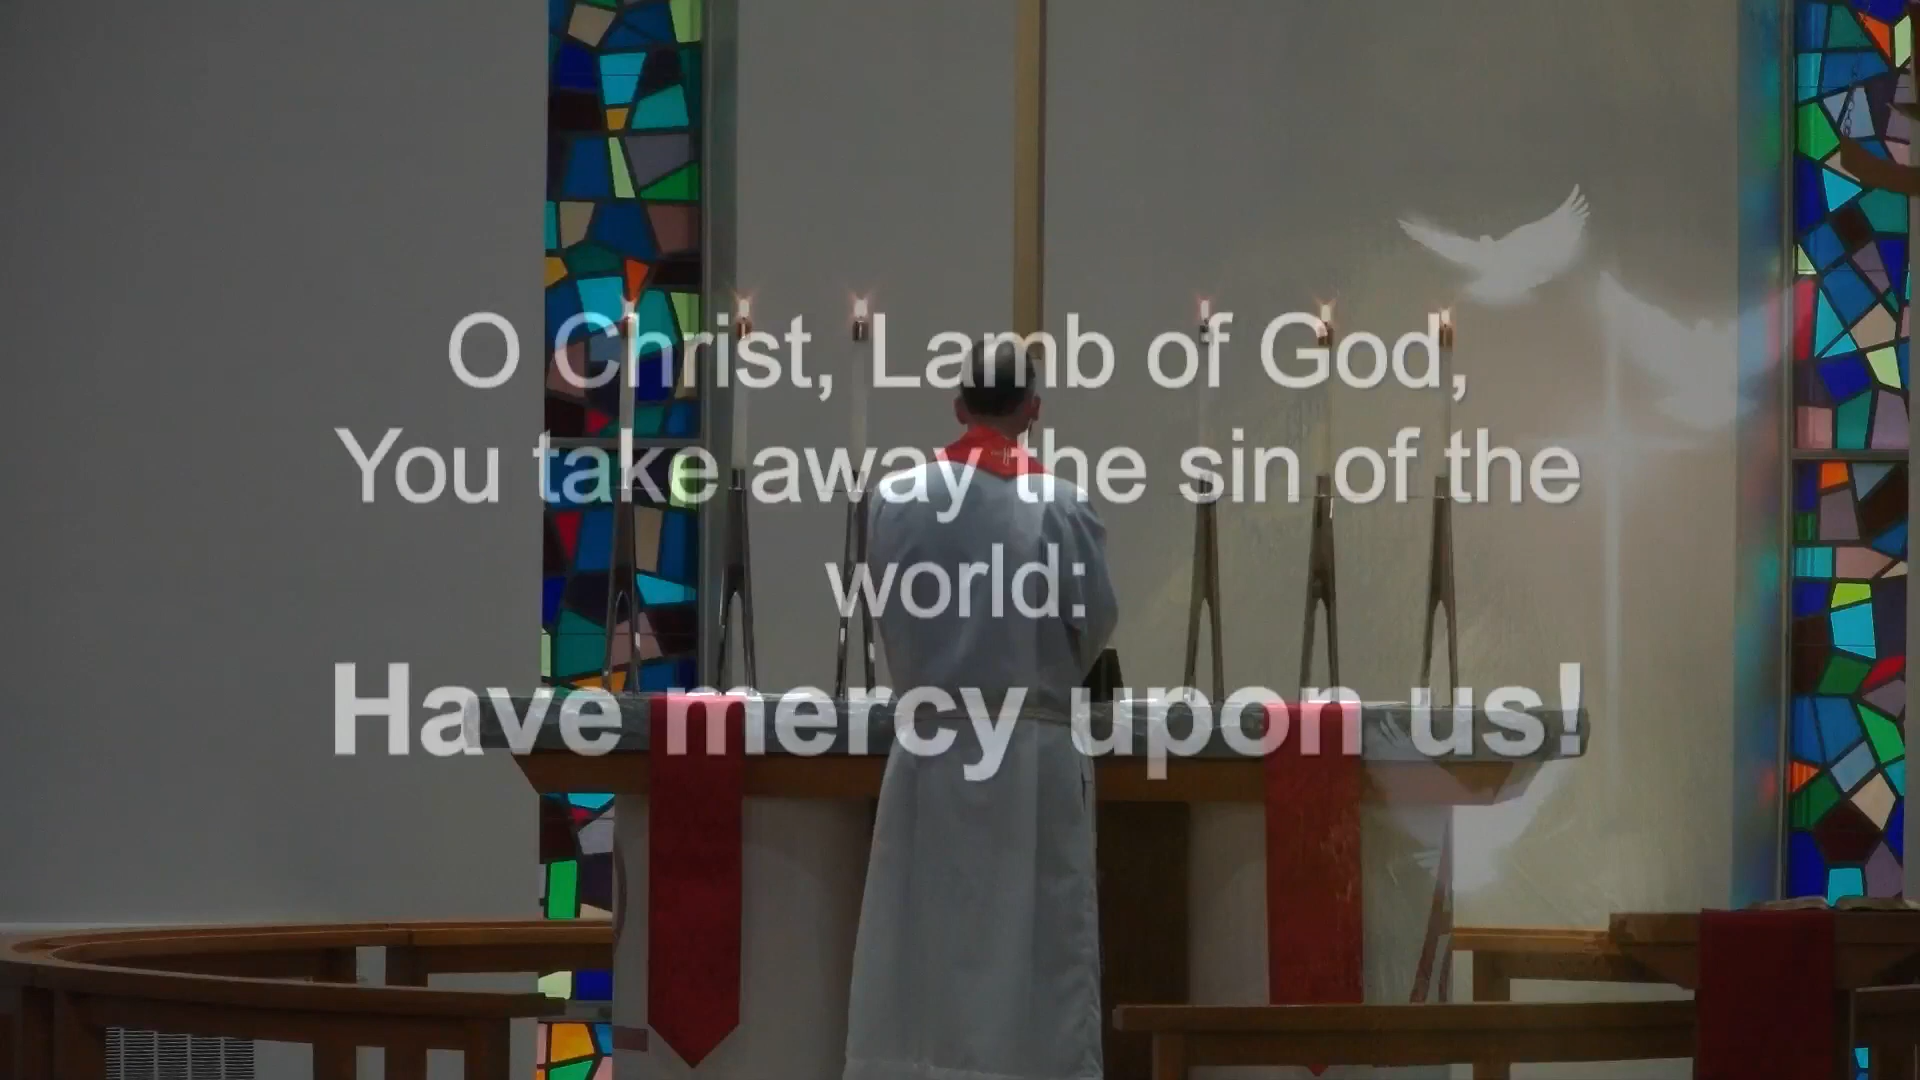 O Christ, Lamb of God,
You take away the sin of the
world:
Have mercy upon us!